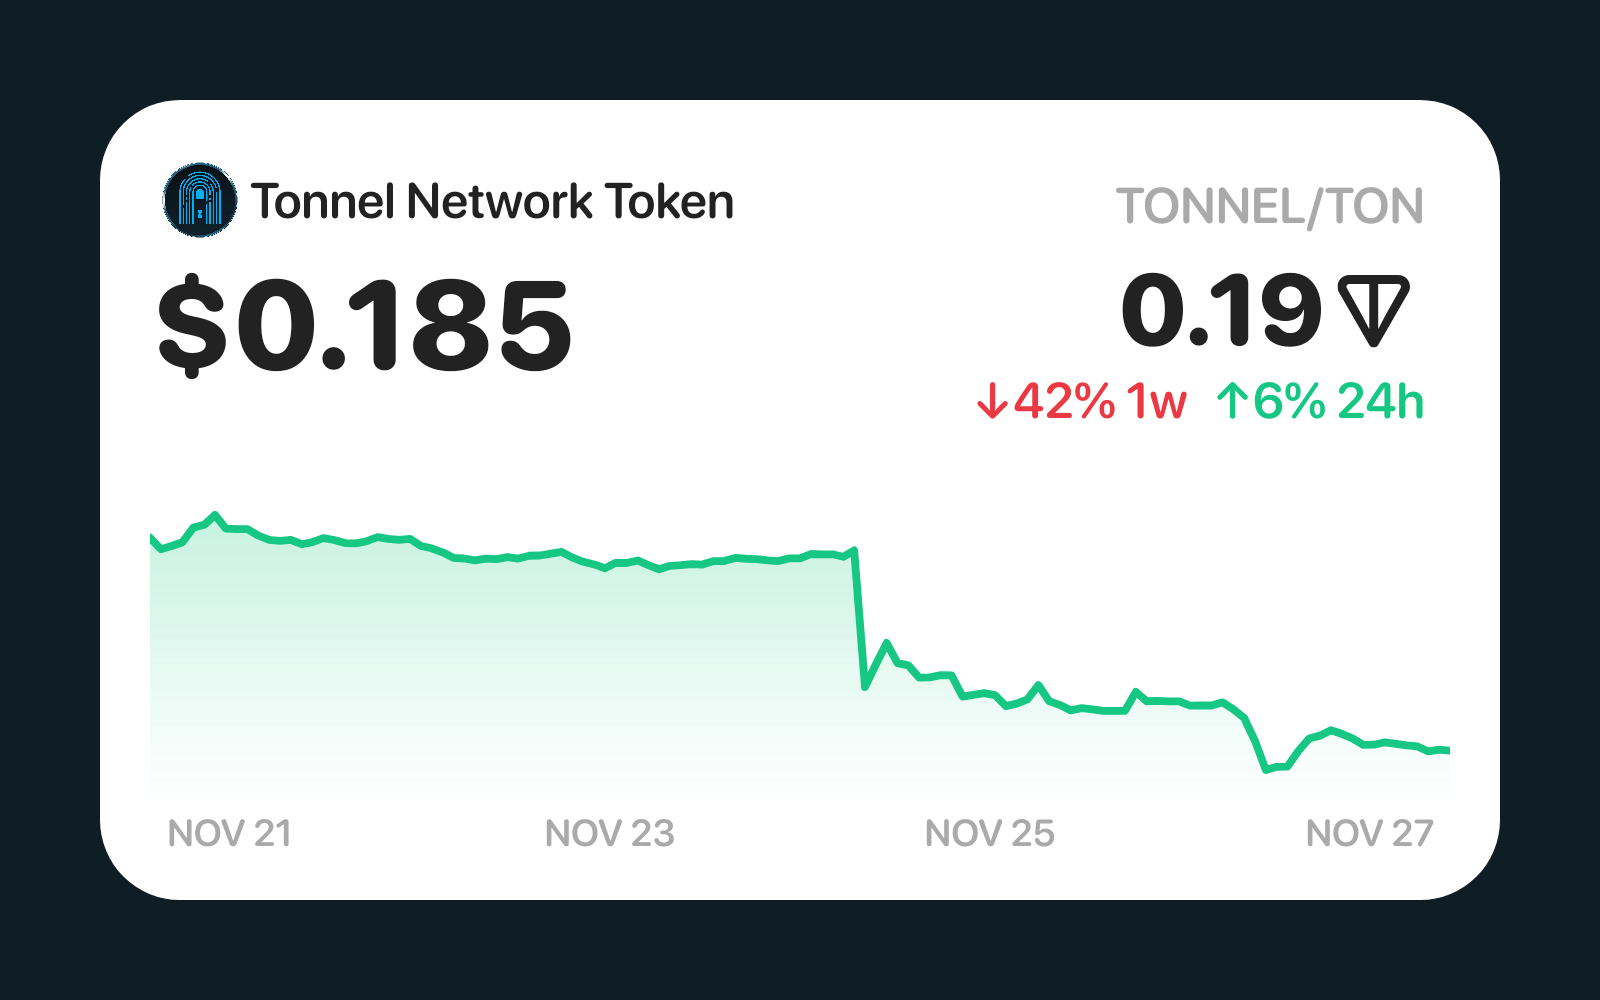 Tonnel Network Token
TONNEL/TON
$0.185
0.19
↓42% 1w ↑6% 24h
NOV 21 NOV 23 NOV 25 NOV 27